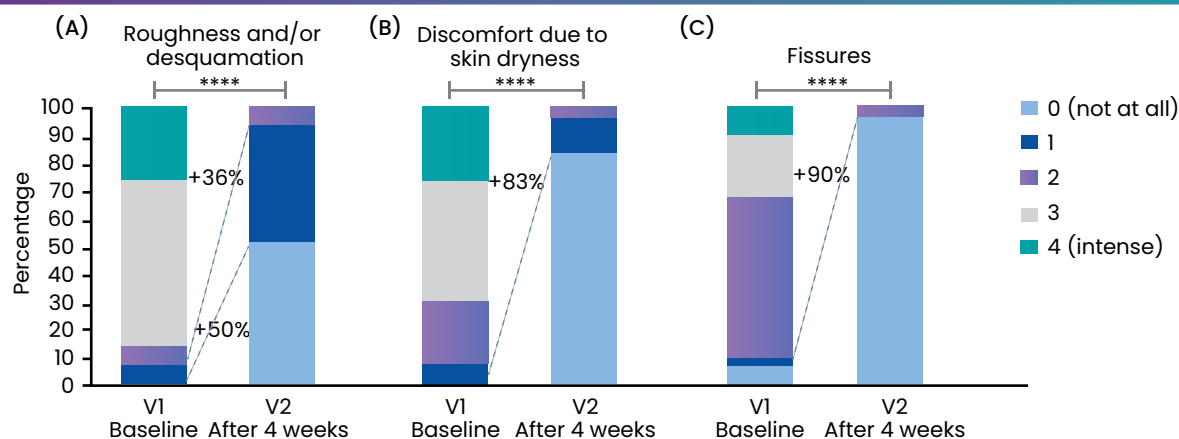 (A)
Roughness and/or
desquamation
****
(B)
Discomfort due to
skin dryness
****
(C)
Fissures
****
Percentage
100
90
80
70
60
50
40
30
20
10
0
+36%
+50%
+83%
+90%
V1
Baseline
V2
After 4 weeks
V1
Baseline
V2
After 4 weeks
V1
Baseline
V2
After 4 weeks
0 (not at all)
1
2
3
4 (intense)